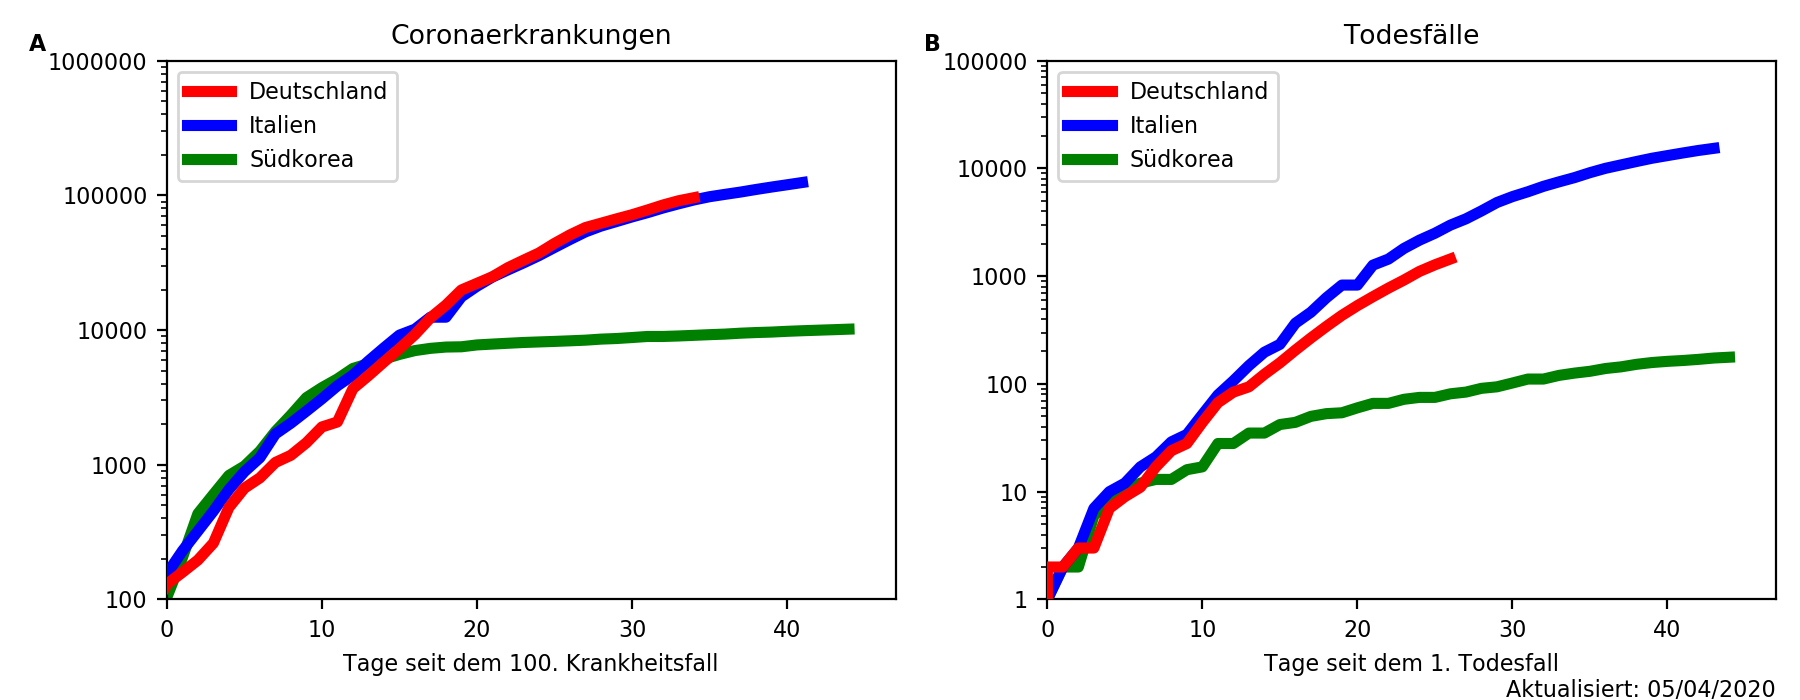 A
Coronaerkrankungen
1000000
100000
10000
1000
100
Deutschland
Italien
Südkorea
0 10 20 30 40
Tage seit dem 100. Krankheitsfall
B
Todesfälle
100000
10000
1000
100
10
1
Deutschland
Italien
Südkorea
0 10 20 30 40
Tage seit dem 1. Todesfall
Aktualisiert: 05/04/2020